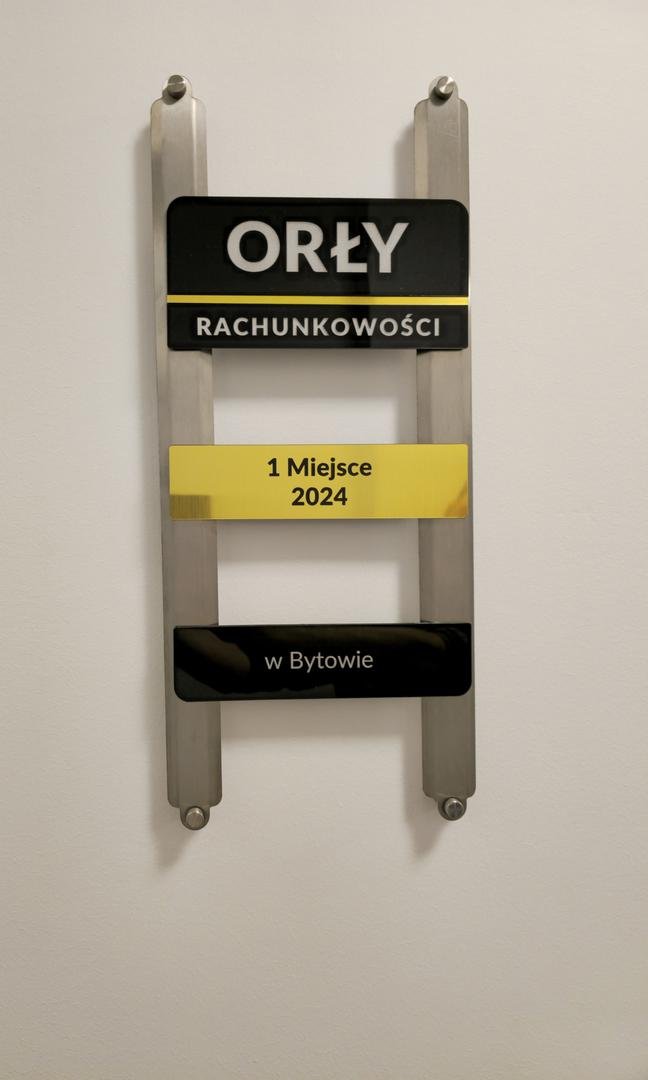 ORŁY
RACHUNKOWOŚCI
1 Miejsce
2024
w Bytowie